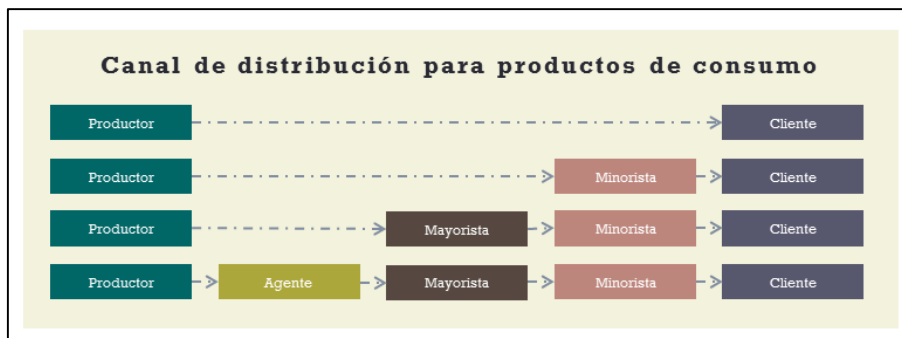 Canal de distribución para productos de consumo
Productor Cliente
Productor Minorista Cliente
Productor Mayorista Minorista Cliente
Productor Agente Mayorista Minorista Cliente